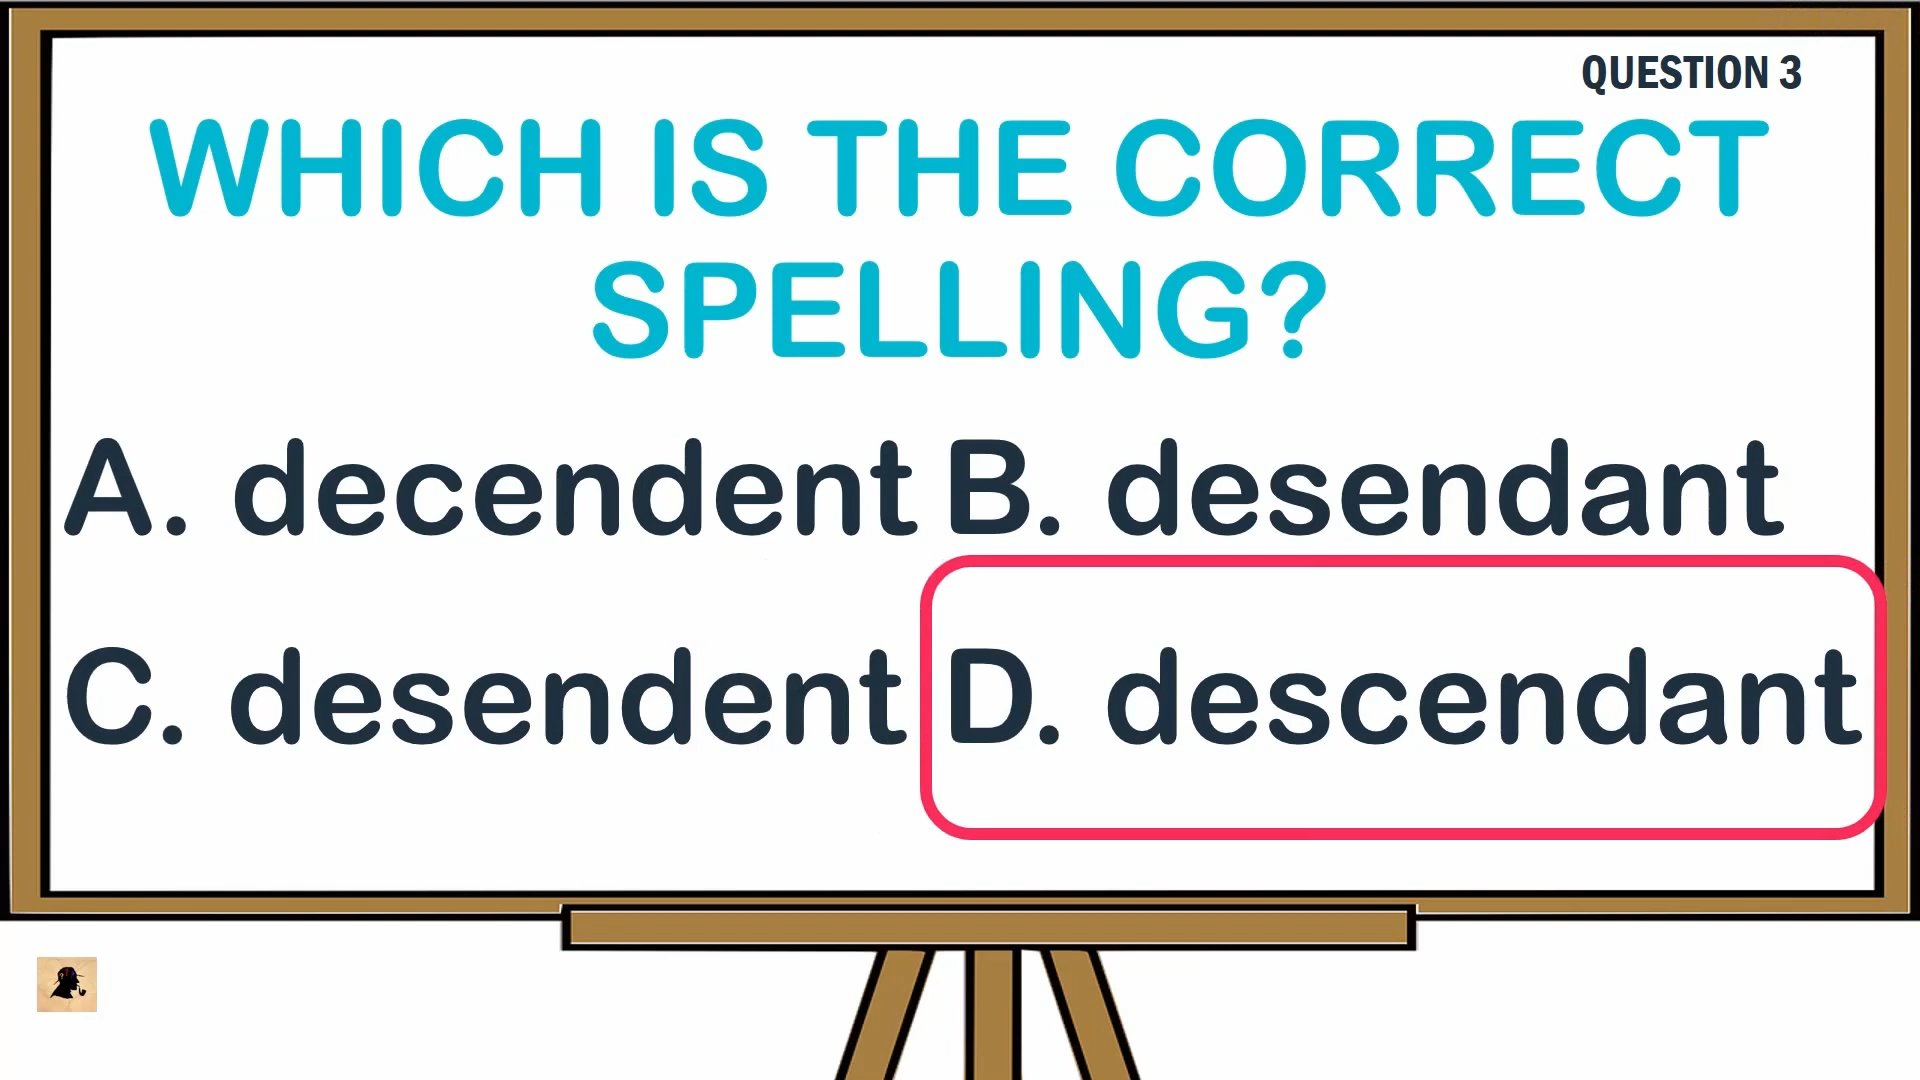 QUESTION 3
WHICH IS THE CORRECT
SPELLING?
A. decendent B. desendant
C. desendent D. descendant